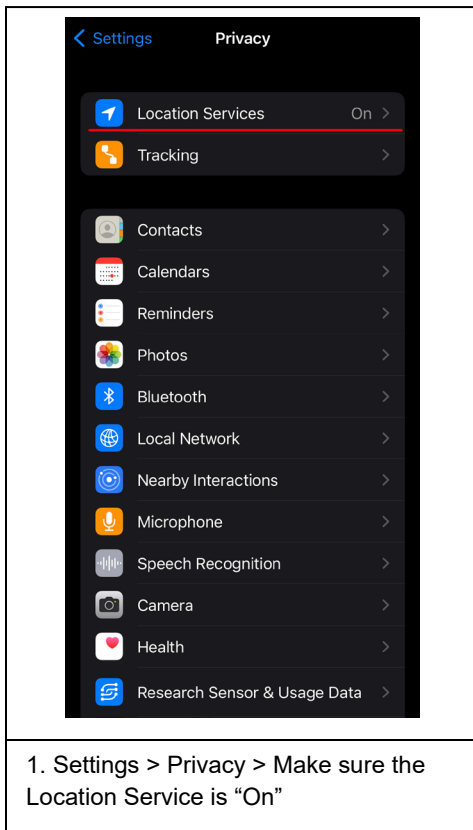 Settings Privacy
Location Services On
Tracking
Contacts
Calendars
Reminders
Photos
Bluetooth
Local Network
Nearby Interactions
Microphone
Speech Recognition
Camera
Health
Research Sensor & Usage Data
1. Settings > Privacy > Make sure the
Location Service is “On”